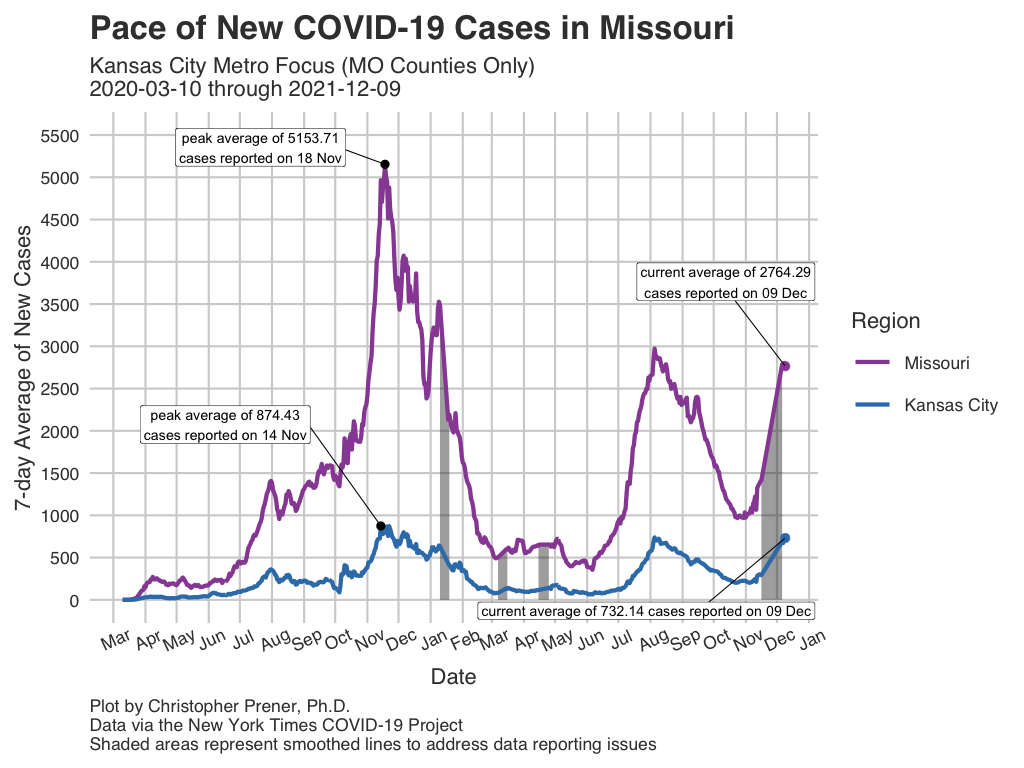 Pace of New COVID-19 Cases in Missouri
Kansas City Metro Focus (MO Counties Only)
2020-03-10 through 2021-12-09
7-day Average of New Cases
5500
5000
4500
4000
3500
3000
2500
2000
1500
1000
500
0
peak average of 5153.71
cases reported on 18 Nov
current average of 2764.29
cases reported on 09 Dec
peak average of 874.43
cases reported on 14 Nov
current average of 732.14 cases reported on 09 Dec
Mar Apr May Jun Jul Aug Sep Oct Nov Dec Jan Feb Mar Apr May Jun Jul Aug Sep Oct Nov Dec Jan
Date
Region
Missouri
Kansas City
Plot by Christopher Prener, Ph.D.
Data via the New York Times COVID-19 Project
Shaded areas represent smoothed lines to address data reporting issues